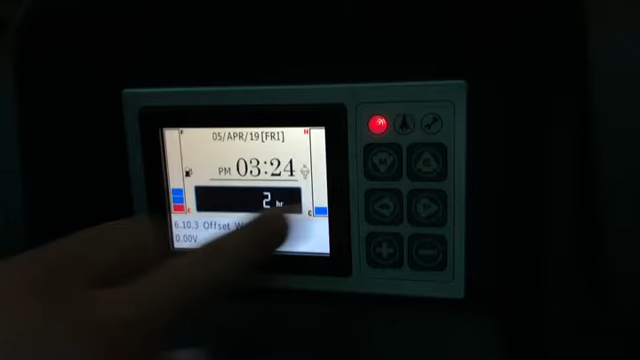 F
05/APR/19[FRI]
H
PM 03:24
2 hr
E
C
6.10.3 Offset
0.00V
M